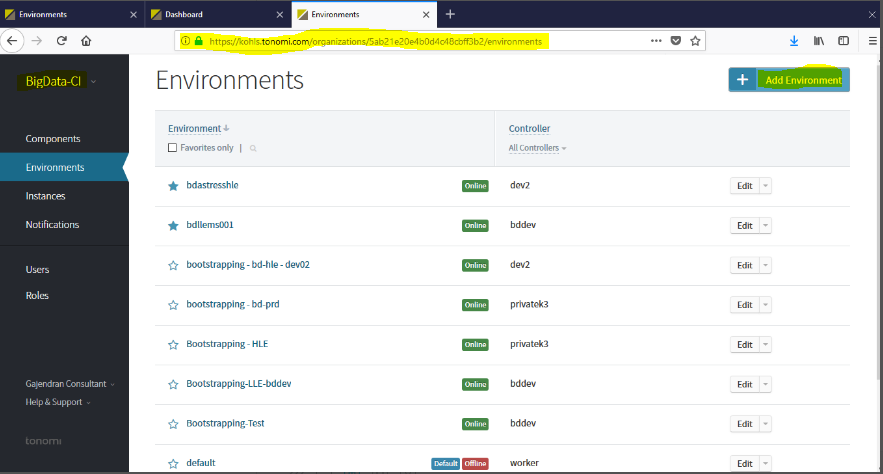 Environments
Dashboard
Environments
https://kohls.tonomi.com/organizations/5ab21e20e4b0d4c48cbff3b2/environments
BigData-CI
Components
Environments
Instances
Notifications
Users
Roles
Gajendran Consultant
Help & Support
tonomi
Environments
+ Add Environment
Environment
Controller
Favorites only |
All Controllers
bdastresshle Online dev2 Edit
bdllems001 Online bddev Edit
bootstrapping - bd-hle - dev02 Online dev2 Edit
bootstrapping - bd-prd Online privatek3 Edit
Bootstrapping - HLE Online privatek3 Edit
Bootstrapping-LLE-bddev Online bddev Edit
Bootstrapping-Test Online bddev Edit
default Default Offline worker Edit